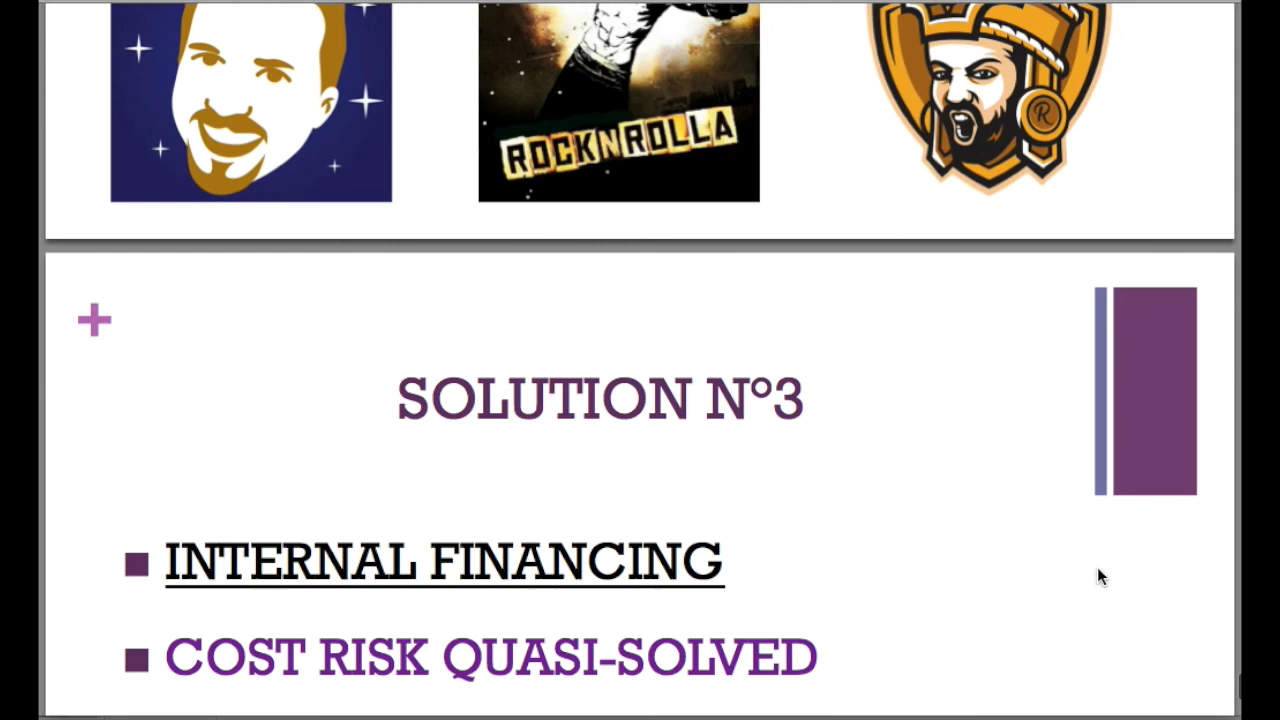 ROCKNROLLA
R
+
SOLUTION N°3
INTERNAL FINANCING
COST RISK QUASI-SOLVED